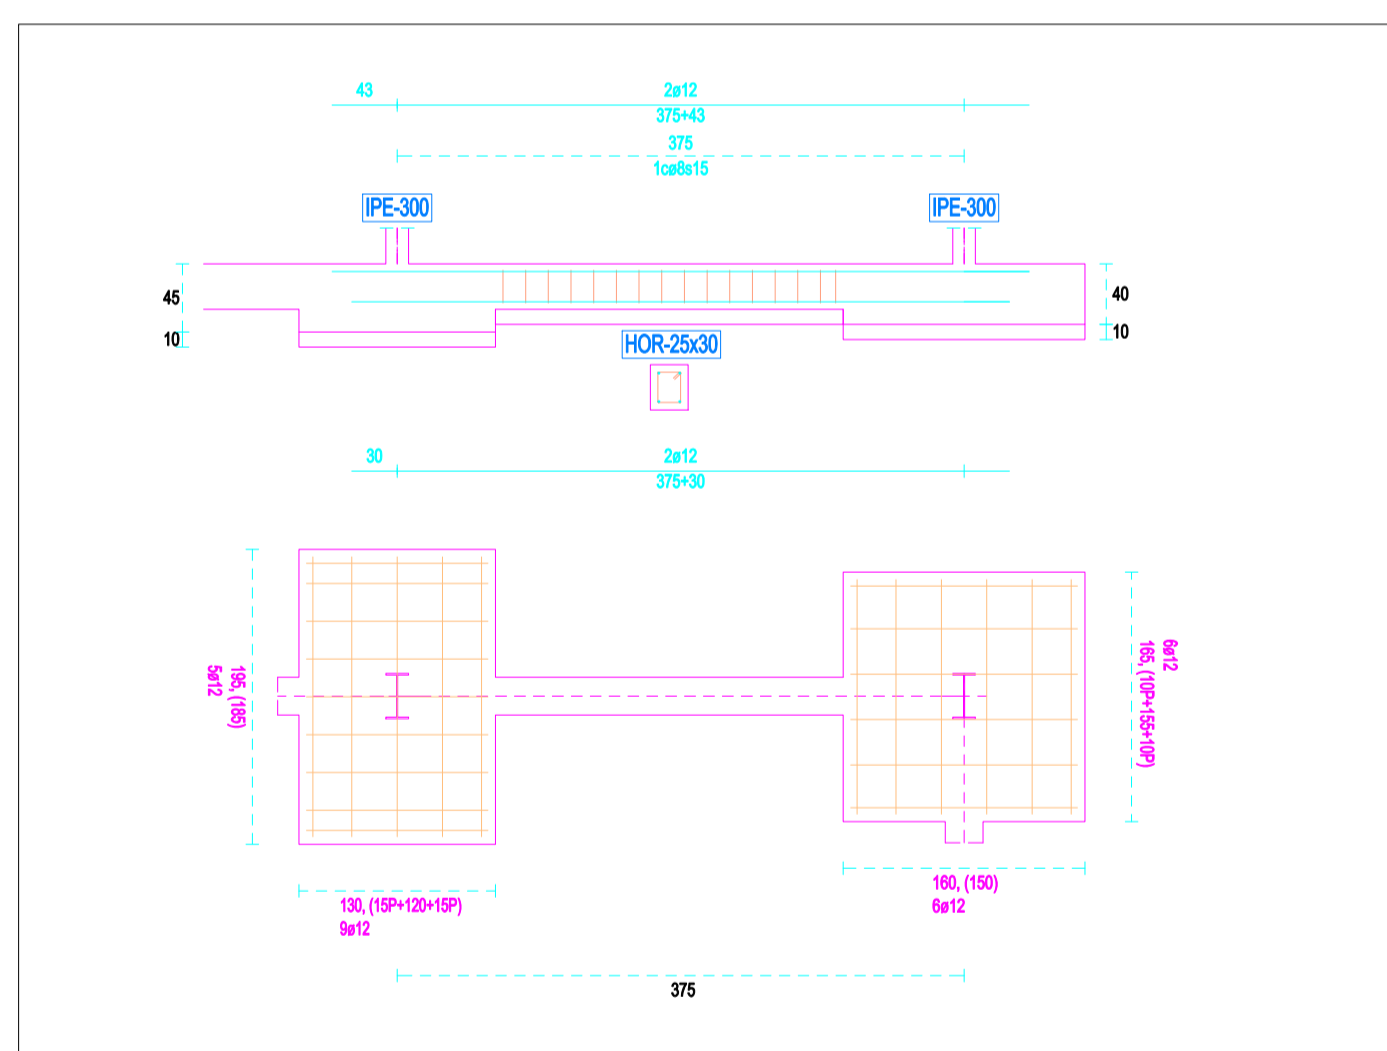 43
2ø12
375+43
375
1cø8s15
IPE-300
IPE-300
45
10
40
10
HOR-25x30
30
2ø12
375+30
195, (185)
5ø12
6ø12
165, (10P+155+10P)
130, (15P+120+15P)
9ø12
160, (150)
6ø12
375